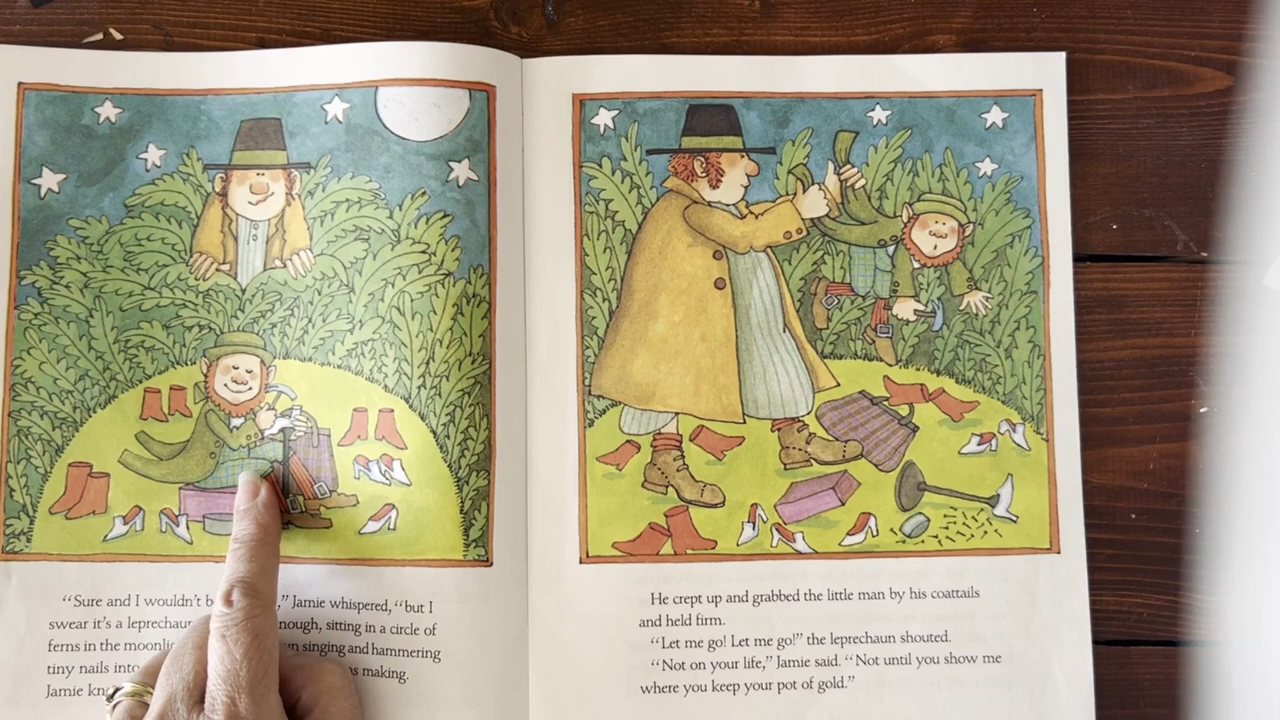 “Sure and I wouldn’t b ,” Jamie whispered, “but I
swear it’s a leprechaun nough, sitting in a circle of
ferns in the moonlig un singing and hammering
tiny nails into as making.
Jamie kn
He crept up and grabbed the little man by his coattails
and held firm.
“Let me go! Let me go!” the leprechaun shouted.
“Not on your life,” Jamie said. “Not until you show me
where you keep your pot of gold.”